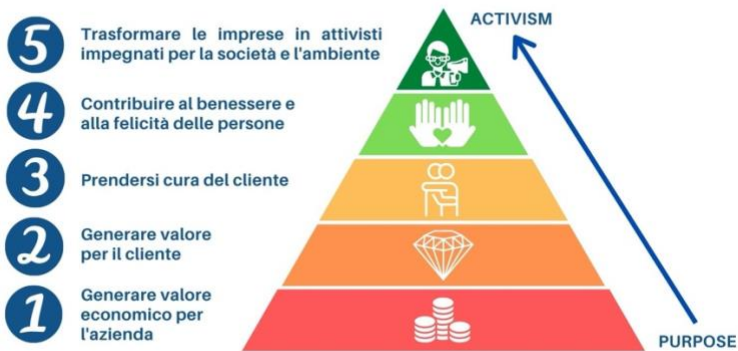 ACTIVISM
5
Trasformare le imprese in attivisti
impegnati per la società e l'ambiente
4
Contribuire al benessere e
alla felicità delle persone
3
Prendersi cura del cliente
2
Generare valore
per il cliente
1
Generare valore
economico per
l'azienda
PURPOSE